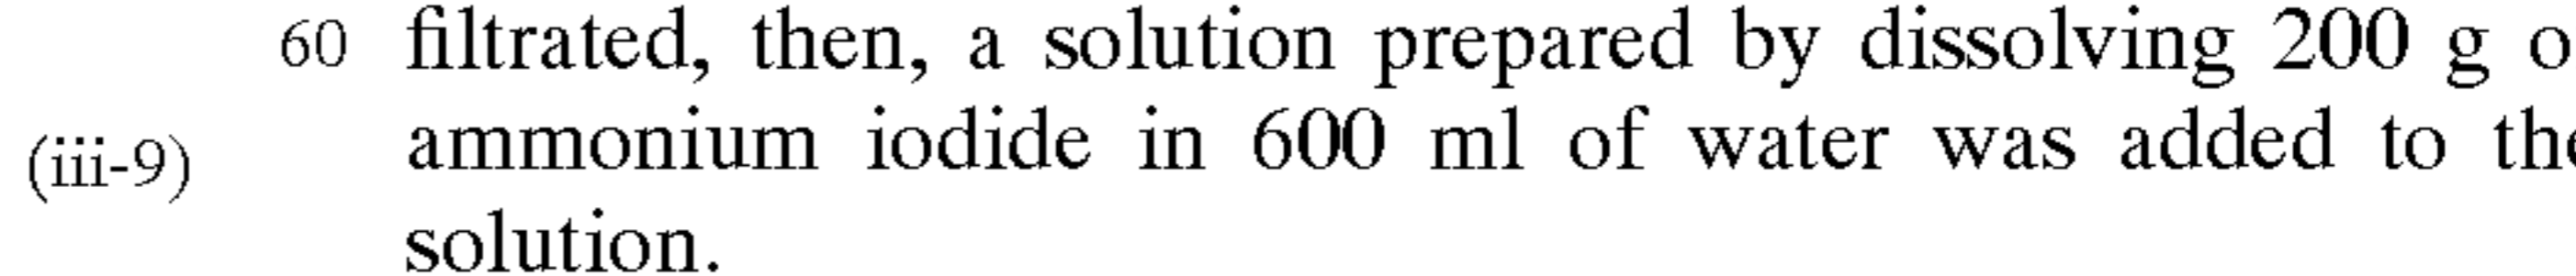 60 filtrated, then, a solution prepared by dissolving 200 g o
(iii-9) ammonium iodide in 600 ml of water was added to the
solution.